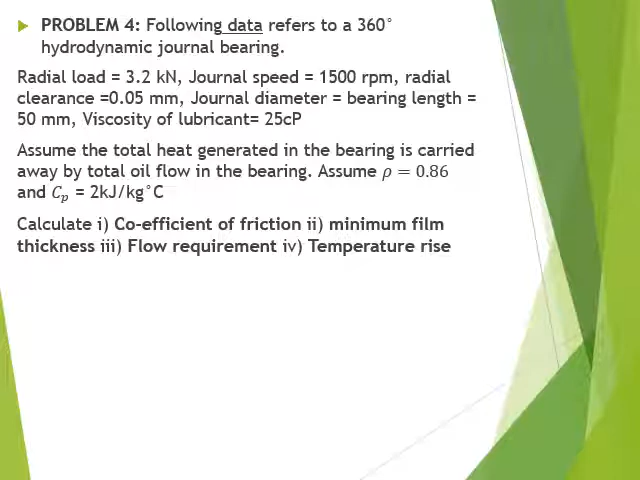 PROBLEM 4: Following data refers to a 360°
hydrodynamic journal bearing.
Radial load = 3.2 kN, Journal speed = 1500 rpm, radial
clearance =0.05 mm, Journal diameter = bearing length =
50 mm, Viscosity of lubricant= 25cP
Assume the total heat generated in the bearing is carried
away by total oil flow in the bearing. Assume ρ = 0.86
and Cₚ = 2kJ/kg°C
Calculate i) Co-efficient of friction ii) minimum film
thickness iii) Flow requirement iv) Temperature rise